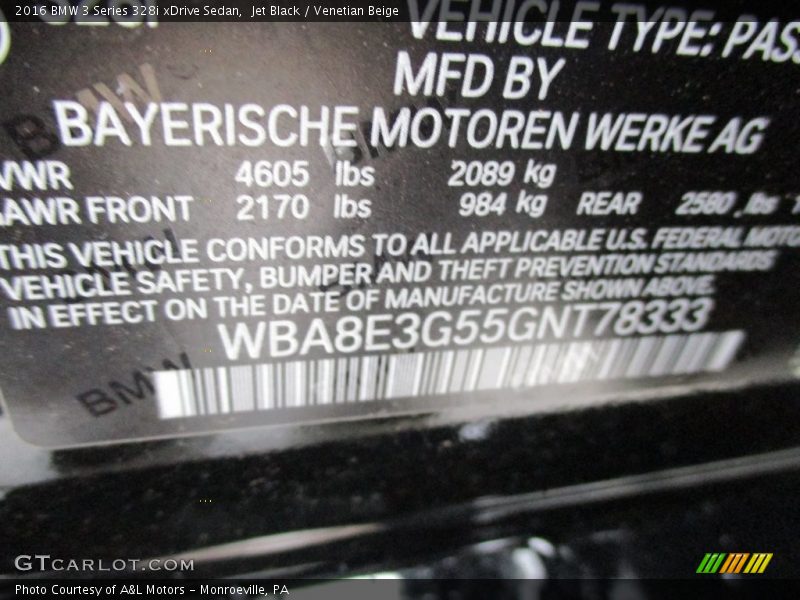 2016 BMW 3 Series 328i xDrive Sedan, Jet Black / Venetian Beige
VEHICLE TYPE: PASS
MFD BY
BAYERISCHE MOTOREN WERKE AG
VWR 4605 lbs 2089 kg
AWR FRONT 2170 lbs 984 kg REAR 2580 lbs
THIS VEHICLE CONFORMS TO ALL APPLICABLE U.S. FEDERAL MOTO
VEHICLE SAFETY, BUMPER AND THEFT PREVENTION STANDARDS
IN EFFECT ON THE DATE OF MANUFACTURE SHOWN ABOVE.
WBA8E3G55GNT78333
BMW
GTCARLOT.COM
Photo Courtesy of A&L Motors – Monroeville, PA